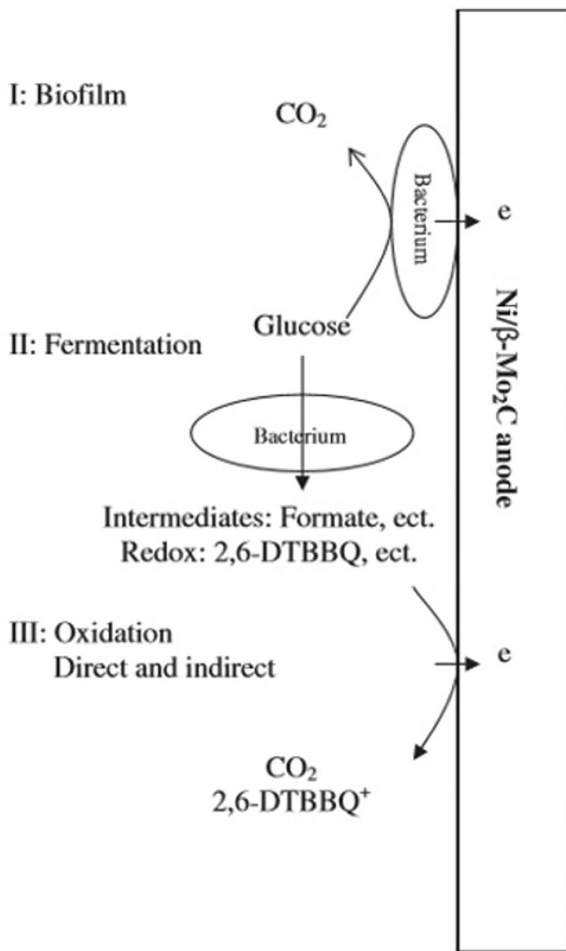 I: Biofilm
CO₂
Bacterium
e
Glucose
II: Fermentation
Bacterium
Ni/β-Mo₂C anode
Intermediates: Formate, ect.
Redox: 2,6-DTBBQ, ect.
III: Oxidation
Direct and indirect
e
CO₂
2,6-DTBBQ⁺